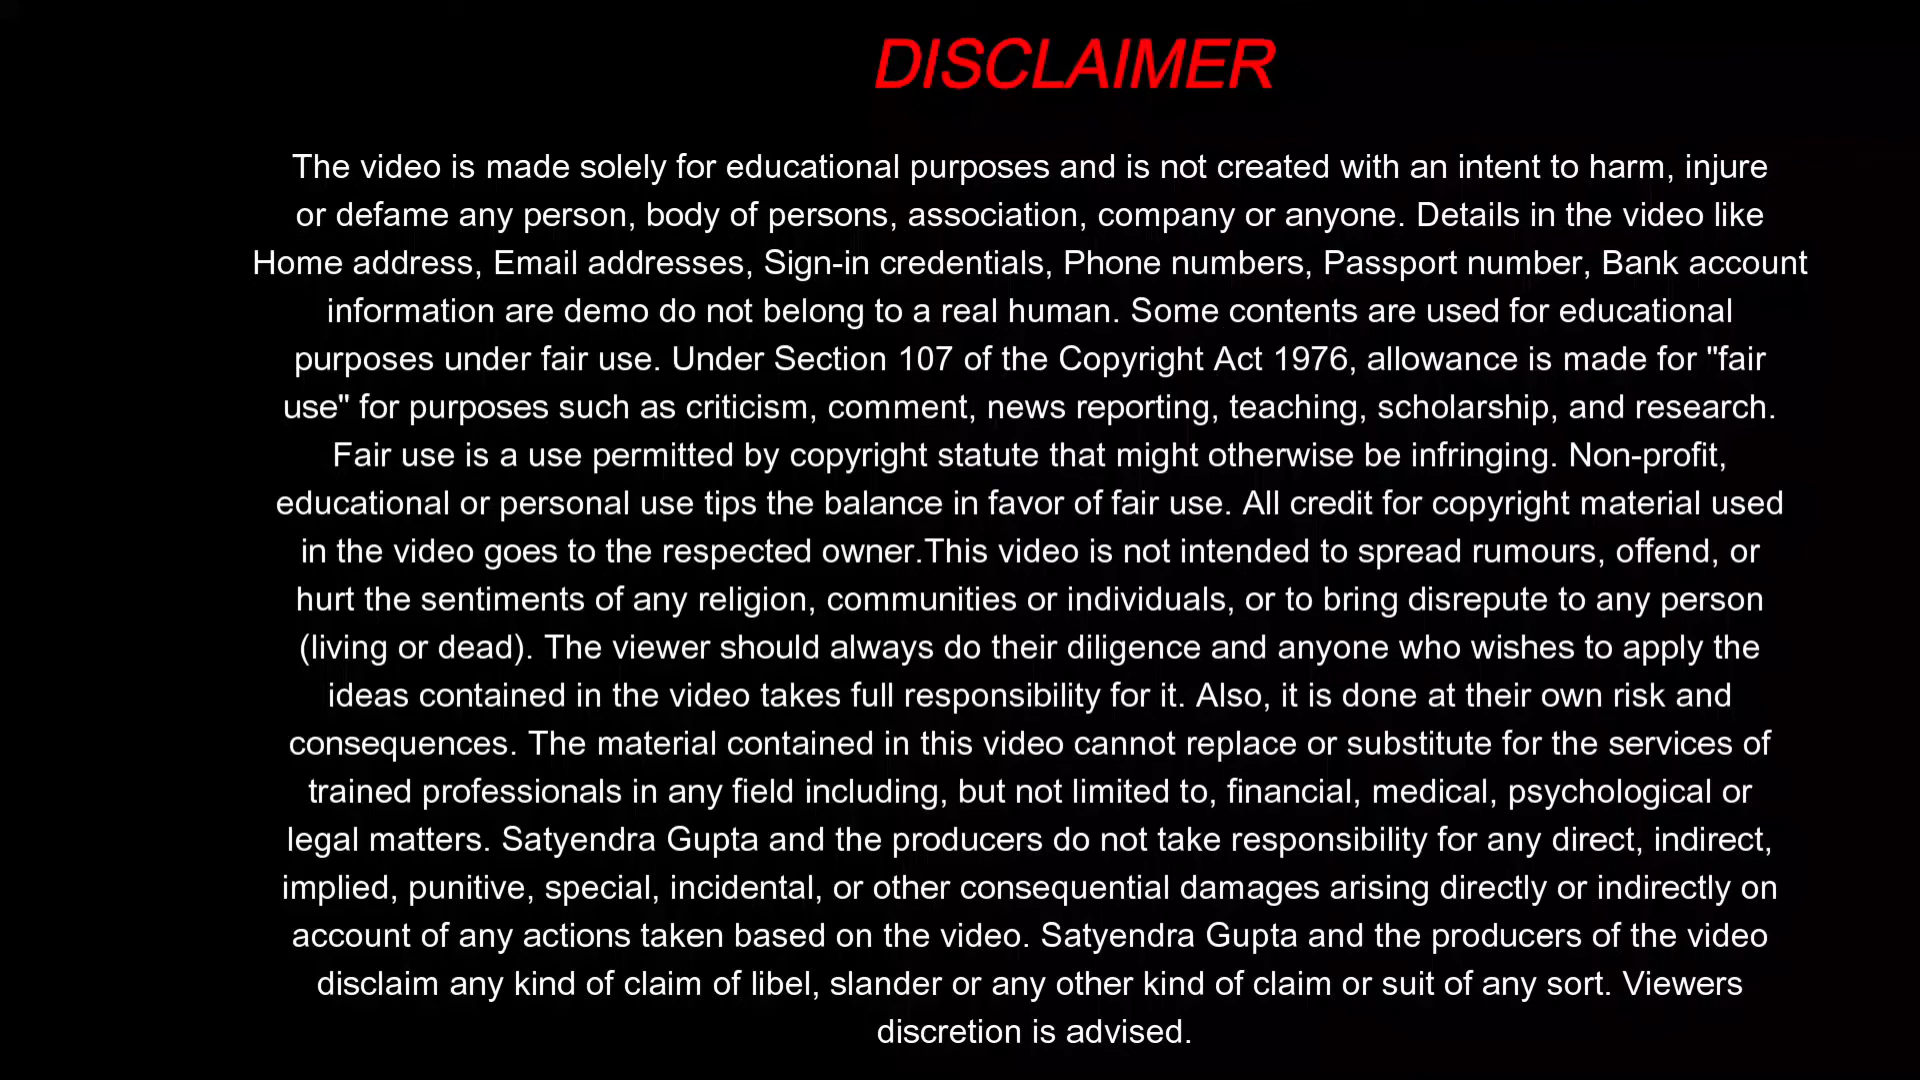 DISCLAIMER
The video is made solely for educational purposes and is not created with an intent to harm, injure
or defame any person, body of persons, association, company or anyone. Details in the video like
Home address, Email addresses, Sign-in credentials, Phone numbers, Passport number, Bank account
information are demo do not belong to a real human. Some contents are used for educational
purposes under fair use. Under Section 107 of the Copyright Act 1976, allowance is made for "fair
use" for purposes such as criticism, comment, news reporting, teaching, scholarship, and research.
Fair use is a use permitted by copyright statute that might otherwise be infringing. Non-profit,
educational or personal use tips the balance in favor of fair use. All credit for copyright material used
in the video goes to the respected owner.This video is not intended to spread rumours, offend, or
hurt the sentiments of any religion, communities or individuals, or to bring disrepute to any person
(living or dead). The viewer should always do their diligence and anyone who wishes to apply the
ideas contained in the video takes full responsibility for it. Also, it is done at their own risk and
consequences. The material contained in this video cannot replace or substitute for the services of
trained professionals in any field including, but not limited to, financial, medical, psychological or
legal matters. Satyendra Gupta and the producers do not take responsibility for any direct, indirect,
implied, punitive, special, incidental, or other consequential damages arising directly or indirectly on
account of any actions taken based on the video. Satyendra Gupta and the producers of the video
disclaim any kind of claim of libel, slander or any other kind of claim or suit of any sort. Viewers
discretion is advised.